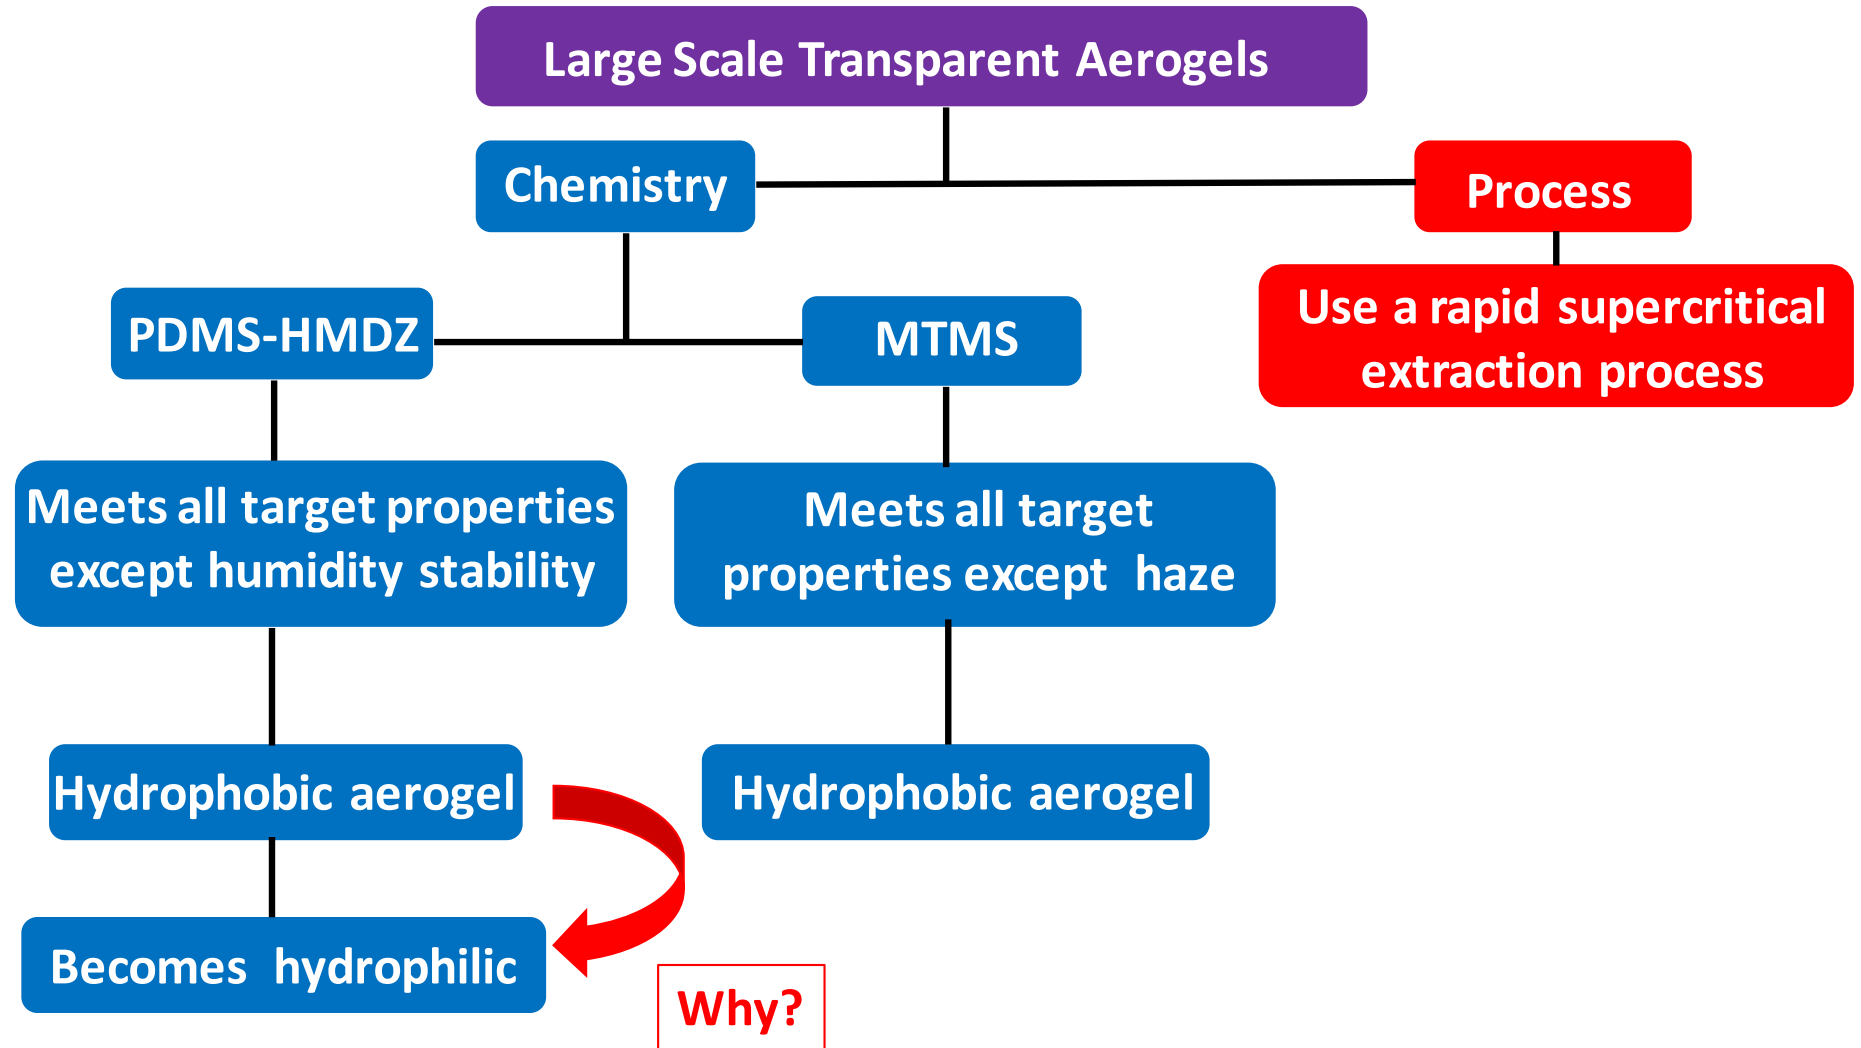 Large Scale Transparent Aerogels
Chemistry
Process
Use a rapid supercritical
extraction process
PDMS-HMDZ
MTMS
Meets all target properties
except humidity stability
Meets all target
properties except haze
Hydrophobic aerogel
Hydrophobic aerogel
Becomes hydrophilic
Why?